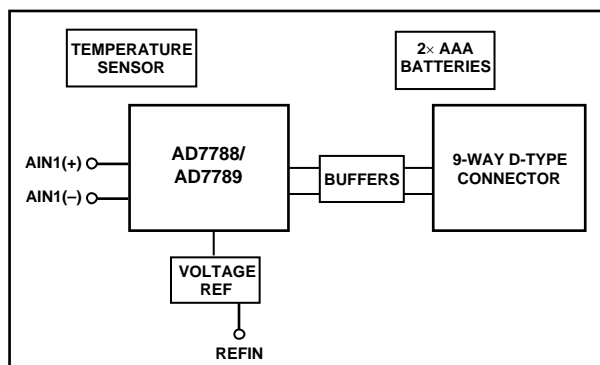 TEMPERATURE
SENSOR
2× AAA
BATTERIES
AIN1(+)
AIN1(–)
AD7788/
AD7789
BUFFERS
9-WAY D-TYPE
CONNECTOR
VOLTAGE
REF
REFIN